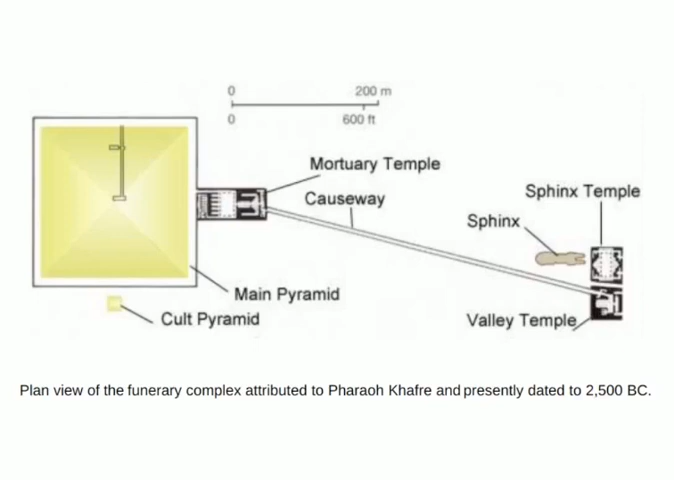 0 200 m
0 600 ft
Mortuary Temple
Causeway
Sphinx Temple
Sphinx
Main Pyramid
Cult Pyramid
Valley Temple
Plan view of the funerary complex attributed to Pharaoh Khafre and presently dated to 2,500 BC.